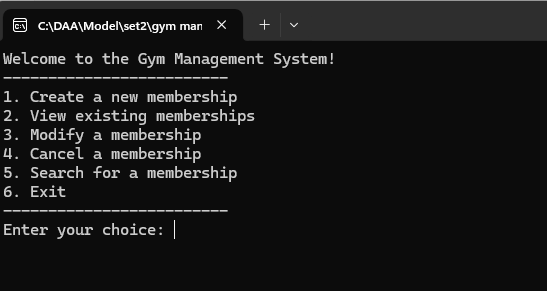 C:\DAA\Model\set2\gym man
Welcome to the Gym Management System!
-------------------------
1. Create a new membership
2. View existing memberships
3. Modify a membership
4. Cancel a membership
5. Search for a membership
6. Exit
-------------------------
Enter your choice: